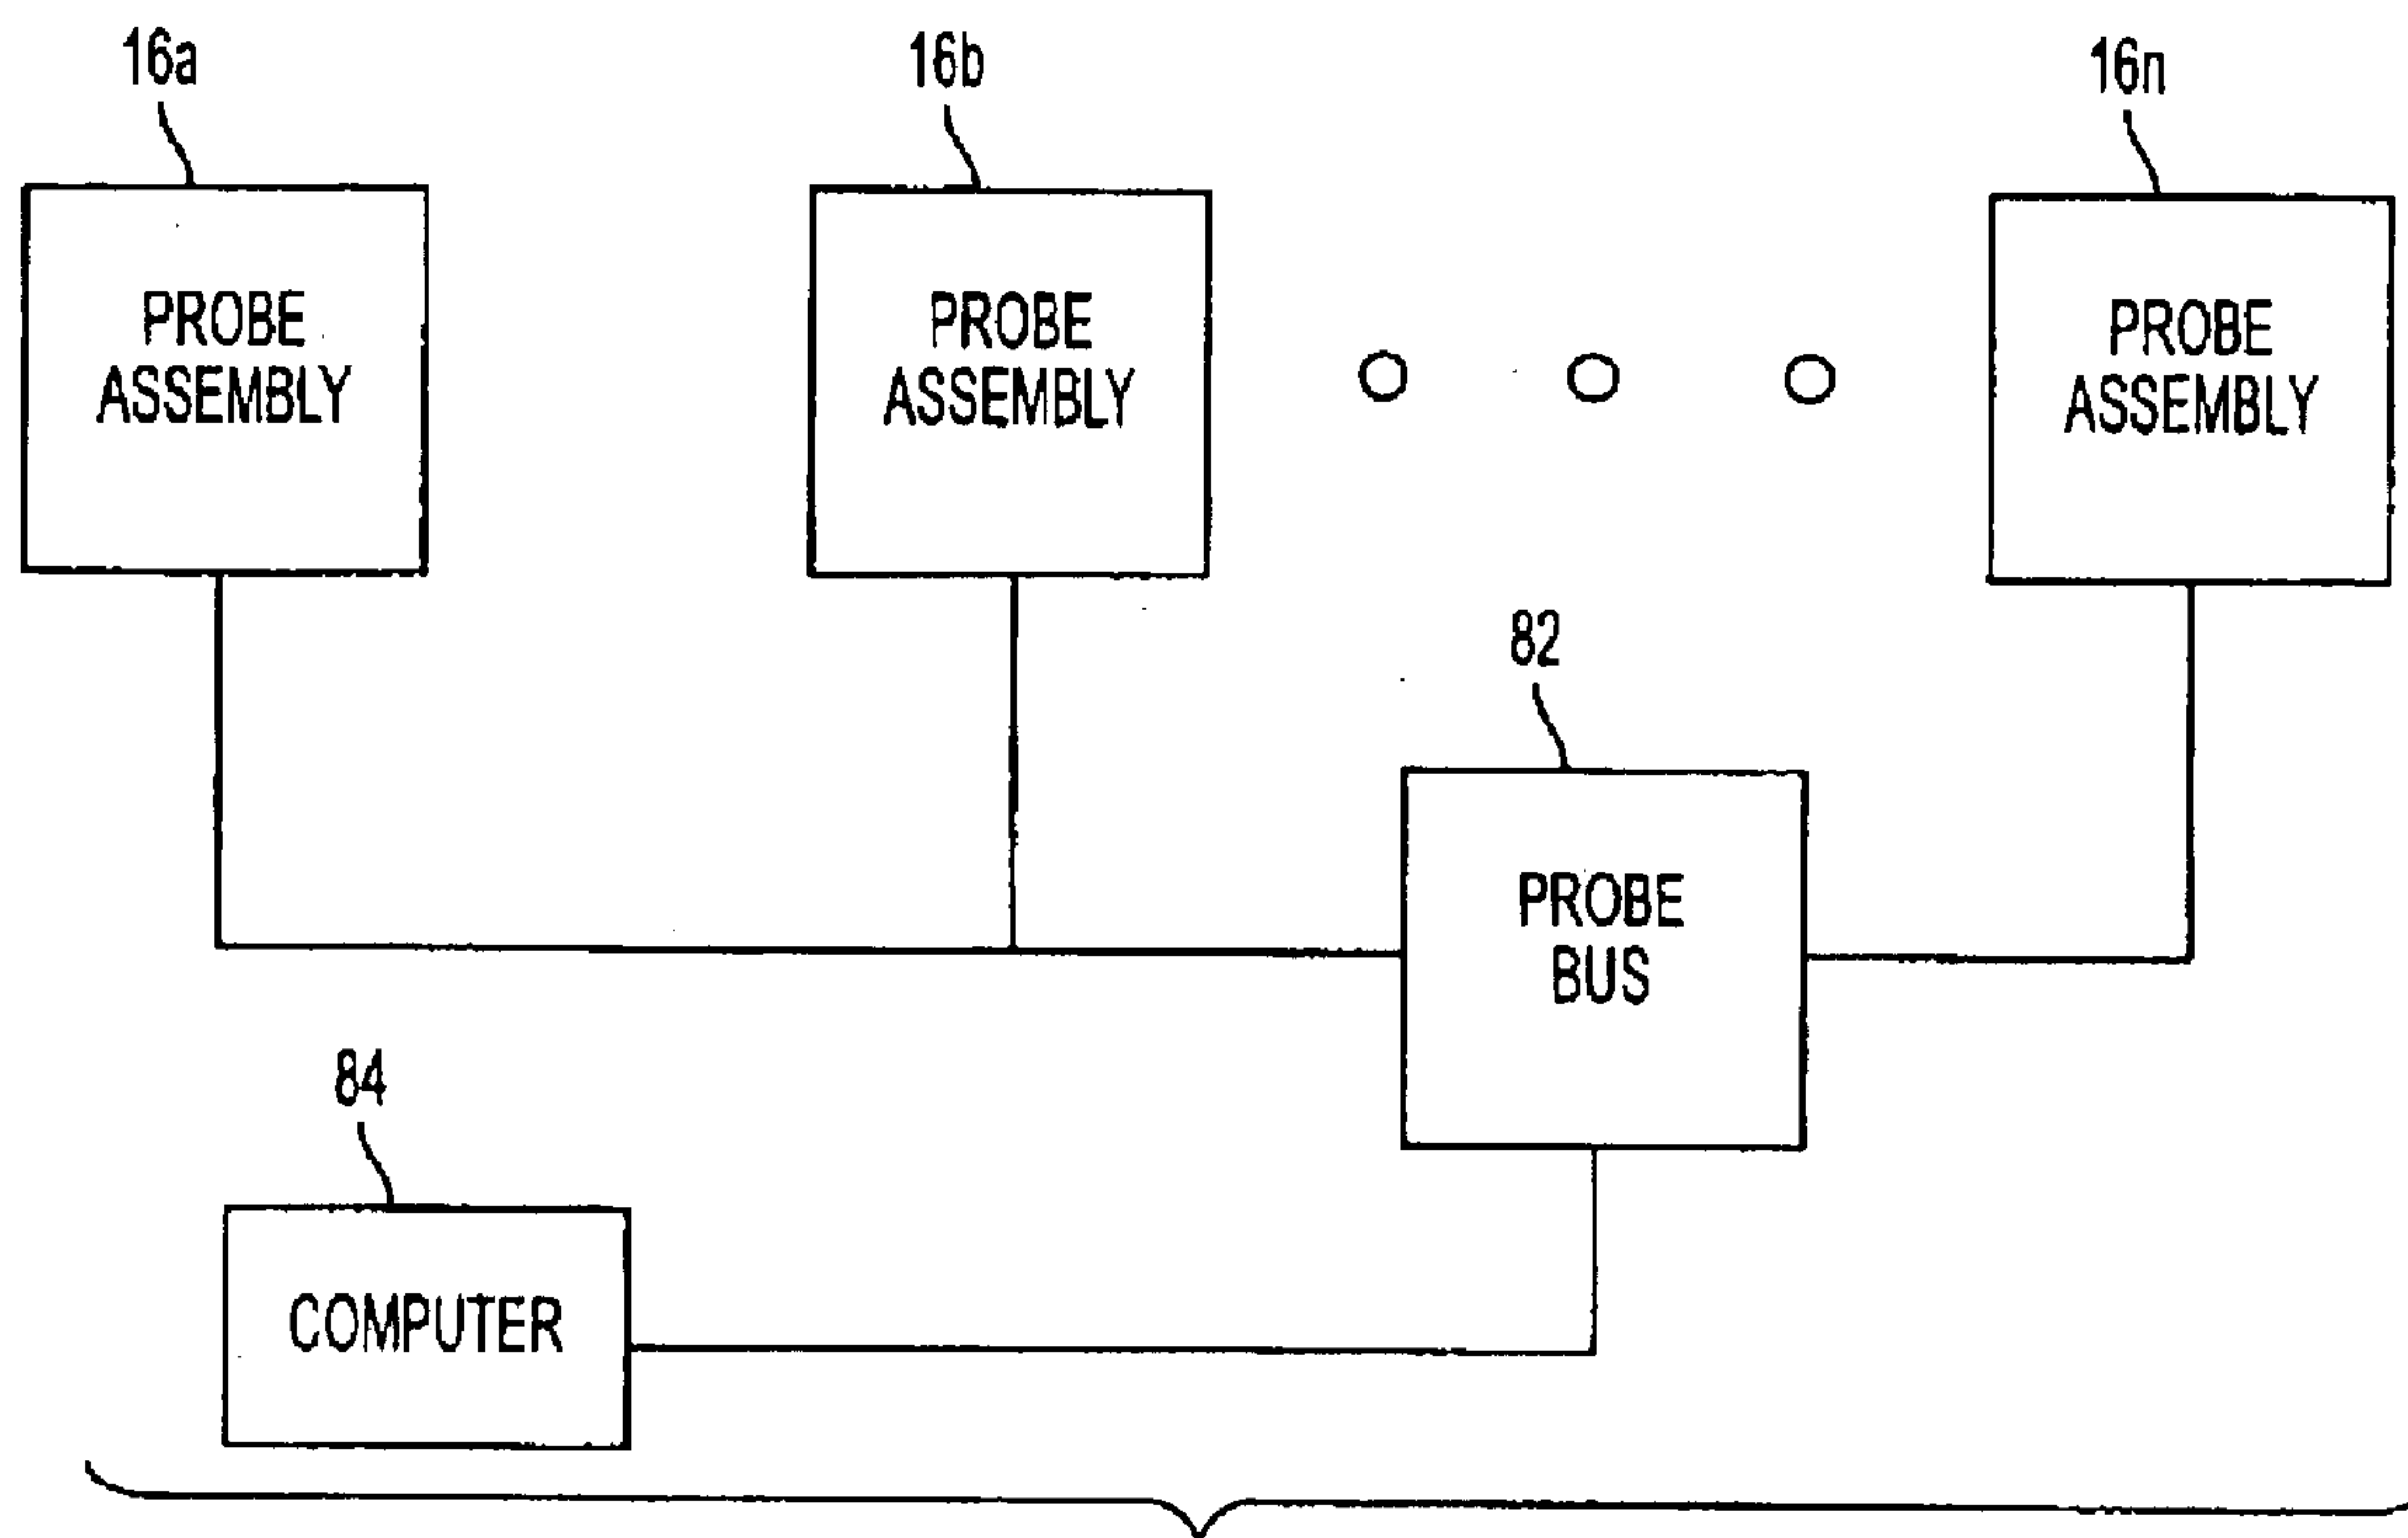 16a
16b
16n
PROBE
ASSEMBLY
PROBE
ASSEMBLY
PROBE
ASSEMBLY
82
PROBE
BUS
84
COMPUTER